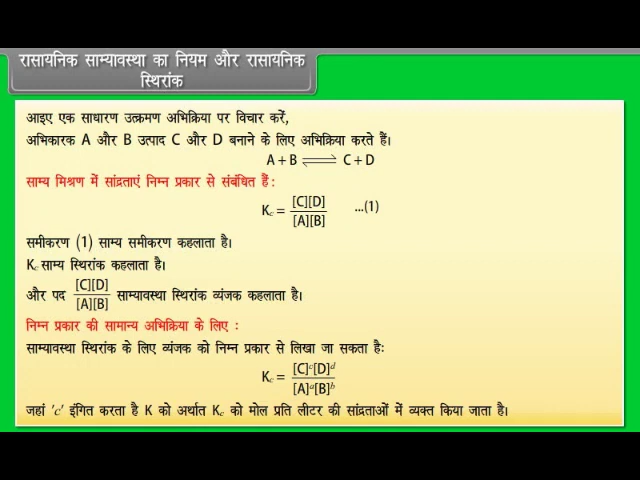 रासायनिक साम्यावस्था का नियम और रासायनिक
स्थिरांक
आइए एक साधारण उत्क्रमण अभिक्रिया पर विचार करें,
अभिकारक A और B उत्पाद C और D बनाने के लिए अभिक्रिया करते हैं।
A + B ⇌ C + D
साम्य मिश्रण में सांद्रताएं निम्न प्रकार से संबंधित हैं :
Kc = [C][D] / [A][B] ...(1)
समीकरण (1) साम्य समीकरण कहलाता है।
Kc साम्य स्थिरांक कहलाता है।
और पद [C][D] / [A][B] साम्यावस्था स्थिरांक व्यंजक कहलाता है।
निम्न प्रकार की सामान्य अभिक्रिया के लिए :
साम्यावस्था स्थिरांक के लिए व्यंजक को निम्न प्रकार से लिखा जा सकता है:
Kc = [C]^c[D]^d / [A]^a[B]^b
जहां 'c' इंगित करता है K को अर्थात Kc को मोल प्रति लीटर की सांद्रताओं में व्यक्त किया जाता है।